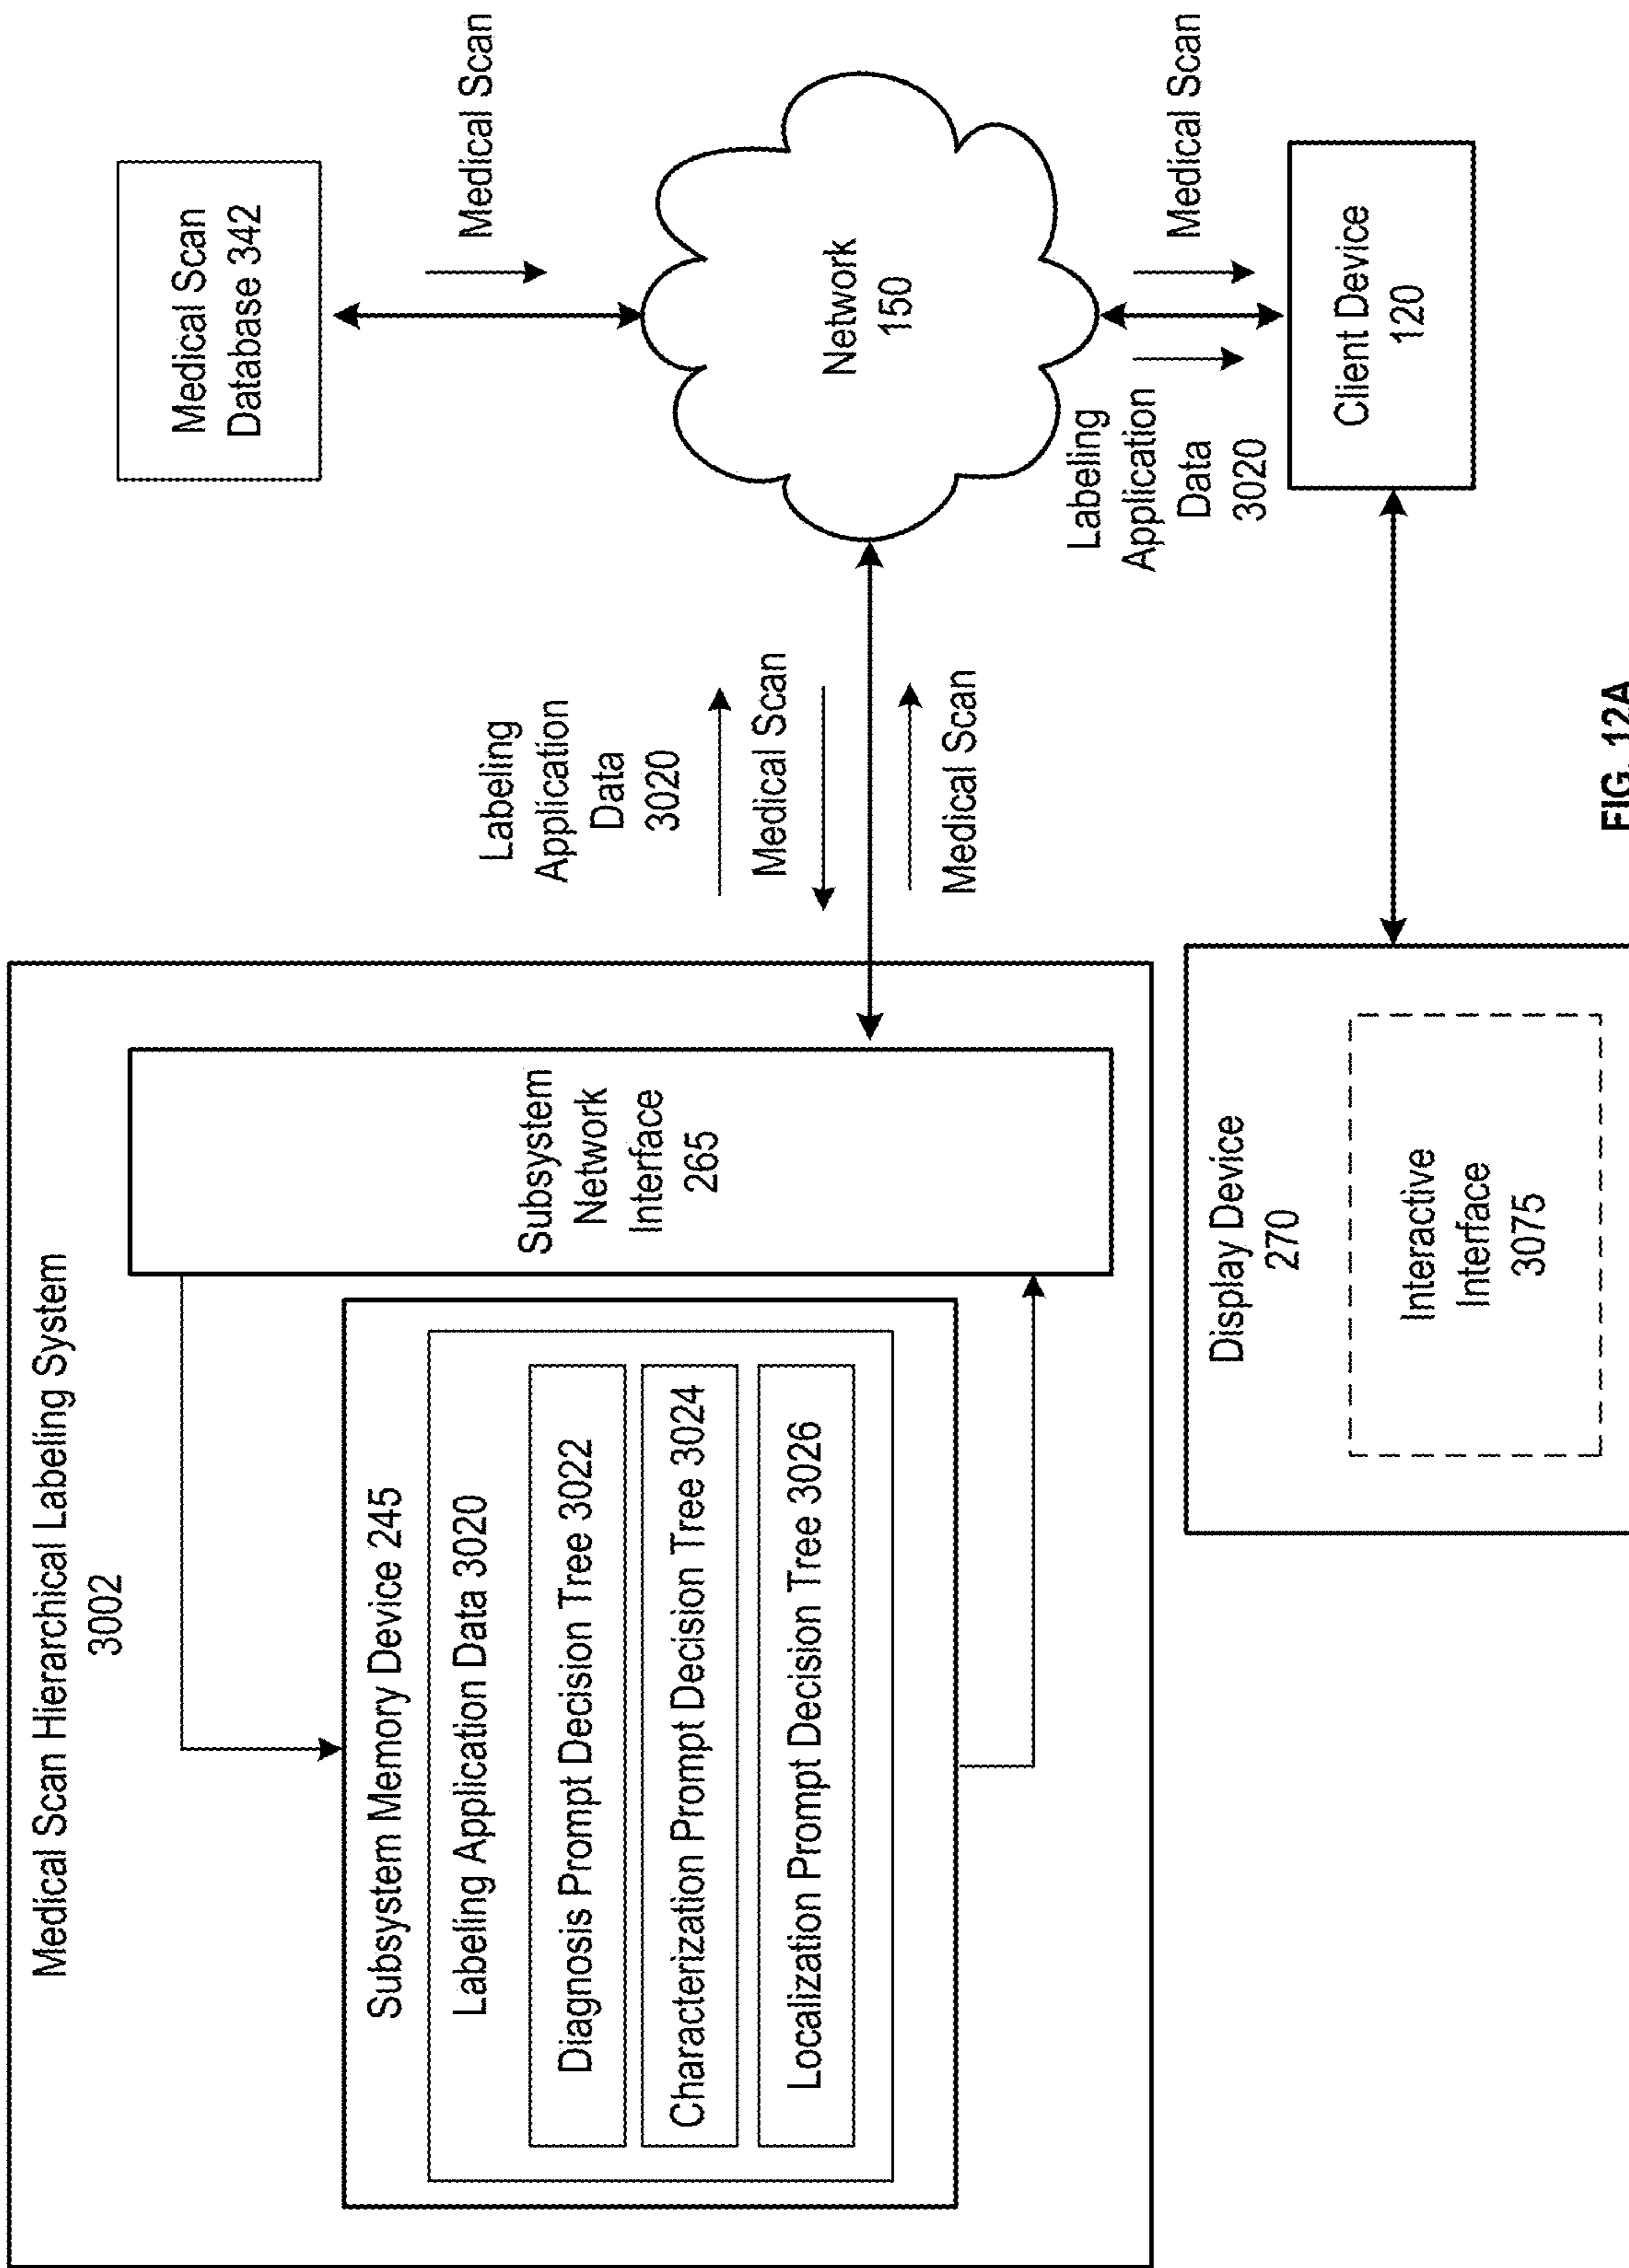 Medical Scan Hierarchical Labeling System
3002
Subsystem Memory Device 245
Labeling Application Data 3020
Diagnosis Prompt Decision Tree 3022
Characterization Prompt Decision Tree 3024
Localization Prompt Decision Tree 3026
Subsystem
Network
Interface
265
Labeling
Application
Data
3020
Medical Scan
Medical Scan
Medical Scan
Database 342
Medical Scan
Network
150
Labeling
Application
Data
3020
Medical Scan
Client Device
120
Display Device
270
Interactive
Interface
3075
FIG. 12A